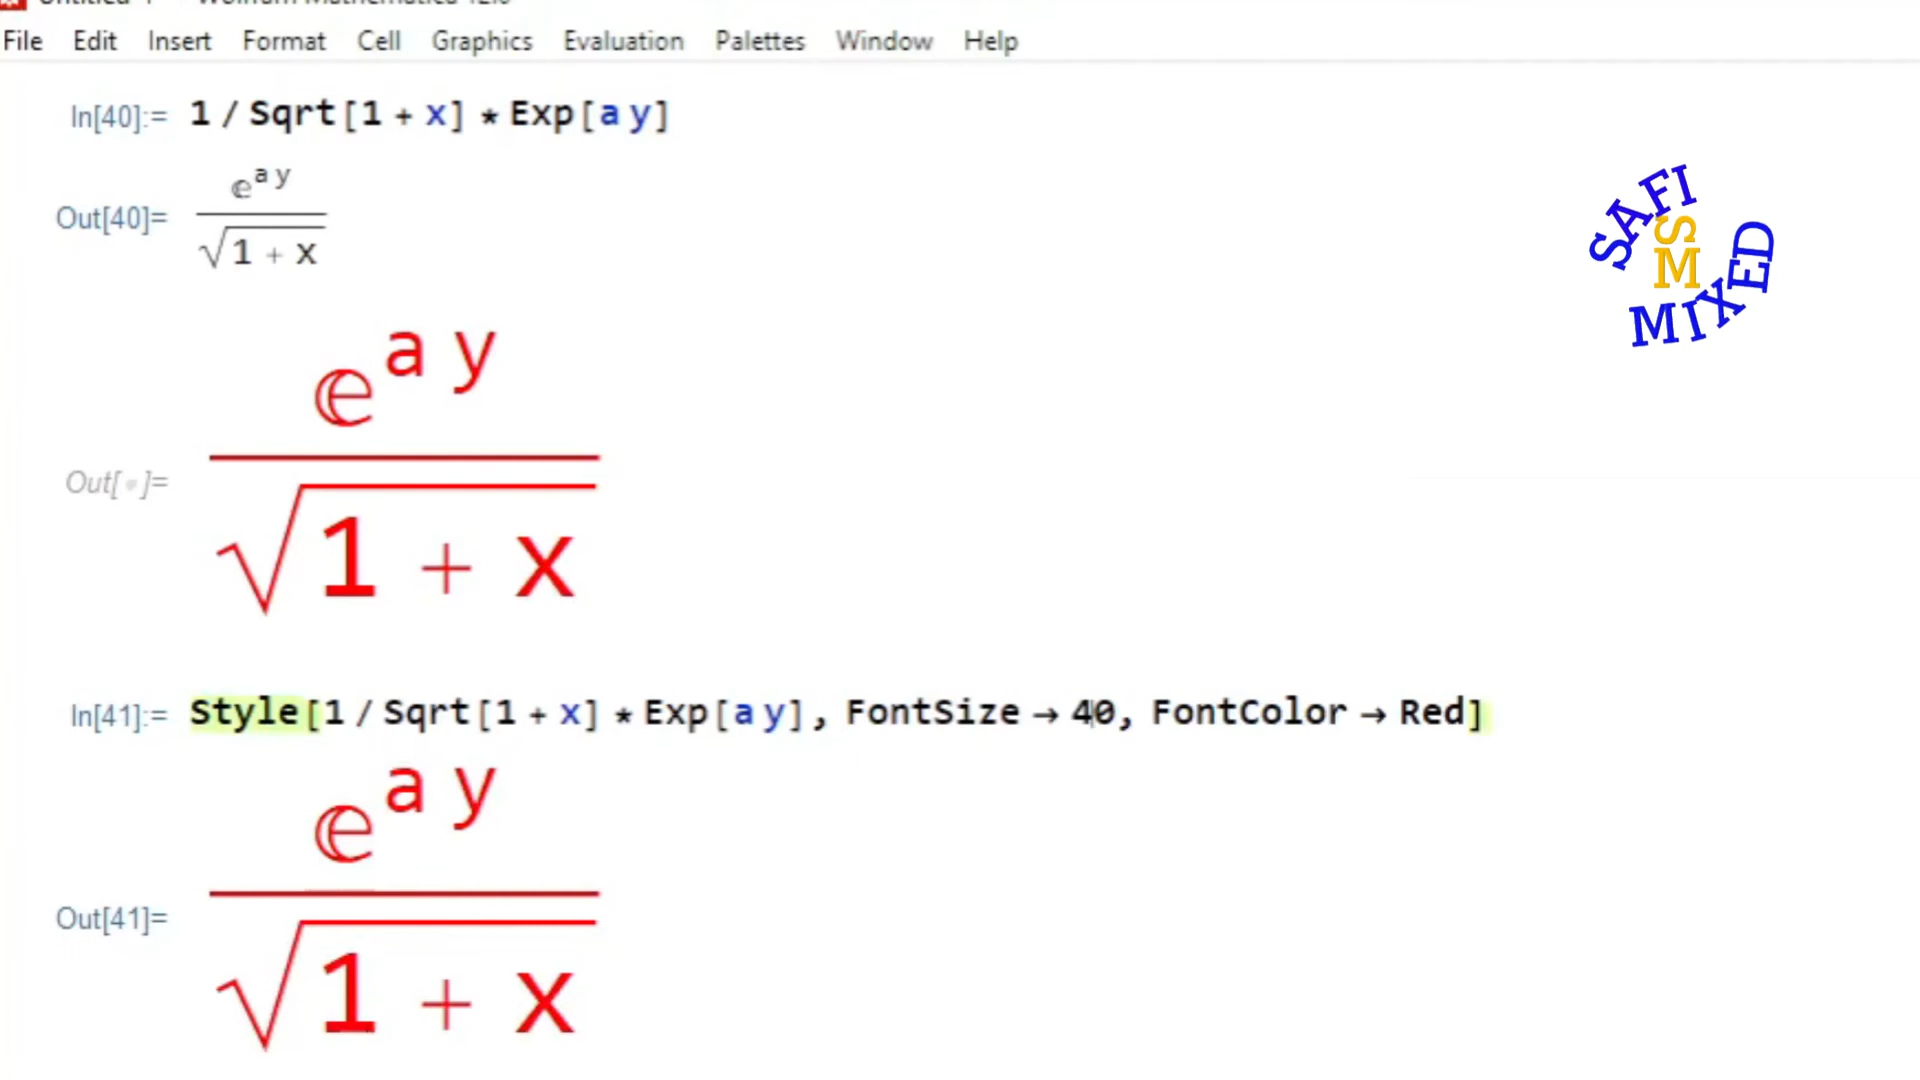 File Edit Insert Format Cell Graphics Evaluation Palettes Window Help
In[40]:= 1 / Sqrt[1 + x] * Exp[a y]
ⅇ^(a y)
Out[40]= ―
√(1 + x)
SAFI
SM
MIXED
ⅇ^(a y)
Out[•]= ―
√(1 + x)
In[41]:= Style[1 / Sqrt[1 + x] * Exp[a y], FontSize → 40, FontColor → Red]
ⅇ^(a y)
Out[41]= ―
√(1 + x)